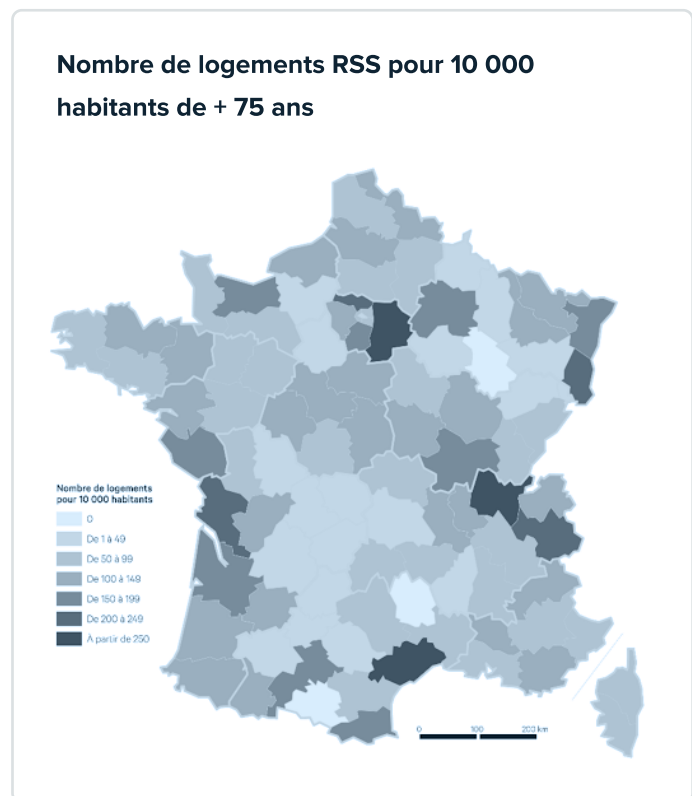 Nombre de logements RSS pour 10 000
habitants de + 75 ans
Nombre de logements
pour 10 000 habitants
0
De 1 à 49
De 50 à 99
De 100 à 149
De 150 à 199
De 200 à 249
À partir de 250
0 100 200 km